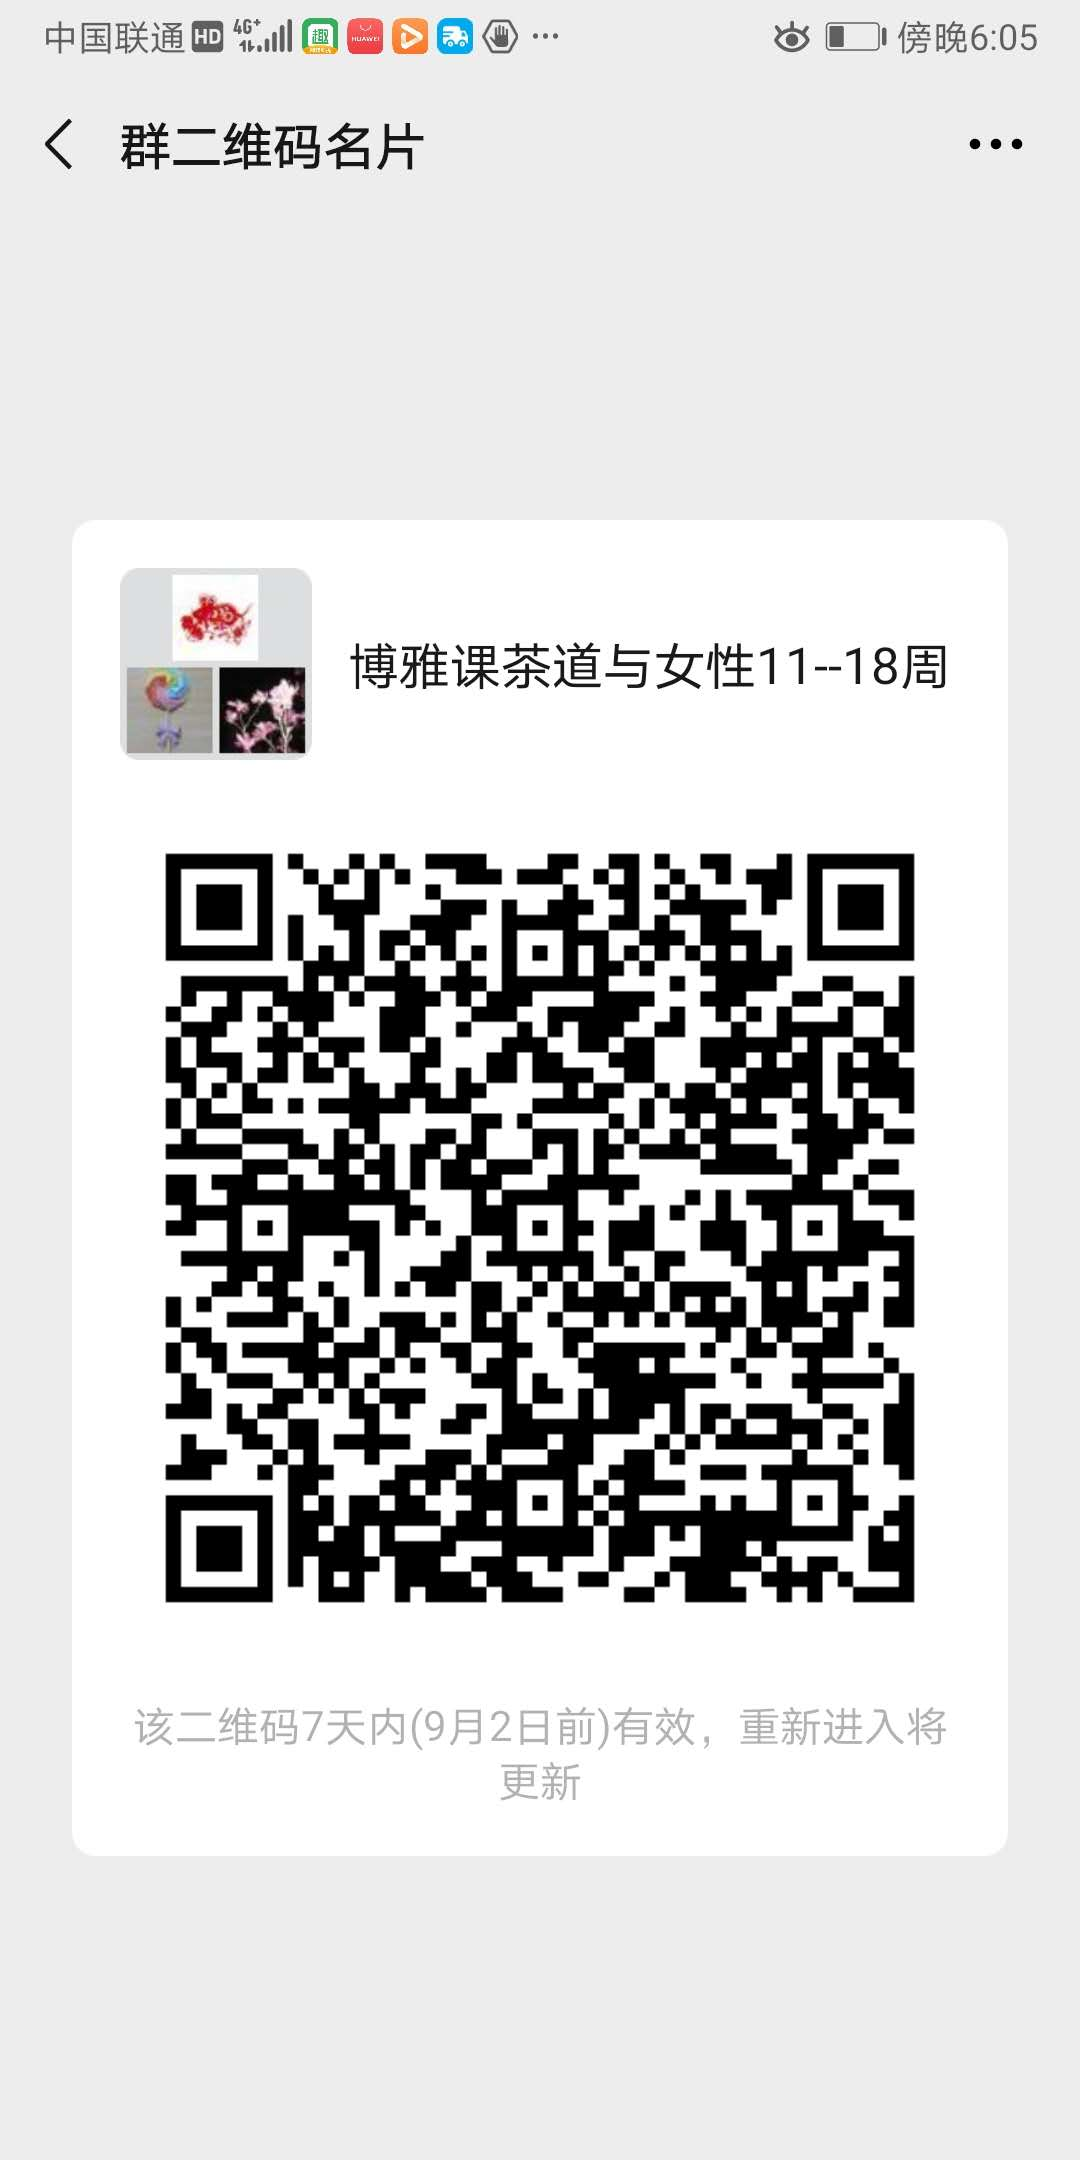 中国联通 HD 4G+ 趣 HUAWEI 傍晚6:05
群二维码名片
博雅课茶道与女性11--18周
该二维码7天内(9月2日前)有效，重新进入将
更新